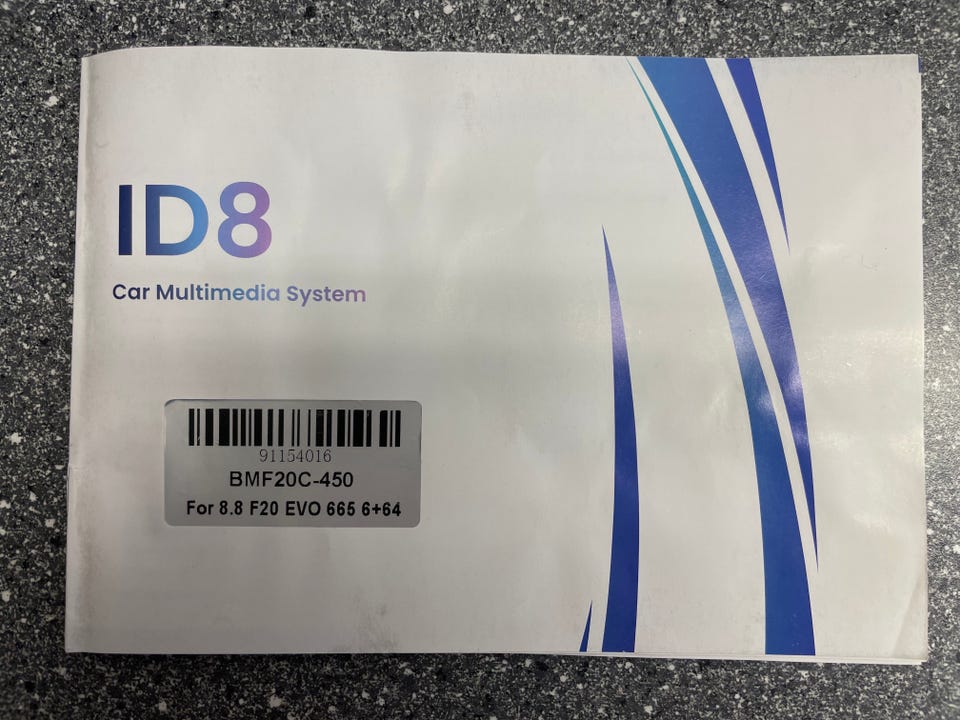 ID8
Car Multimedia System
91154016
BMF20C-450
For 8.8 F20 EVO 665 6+64